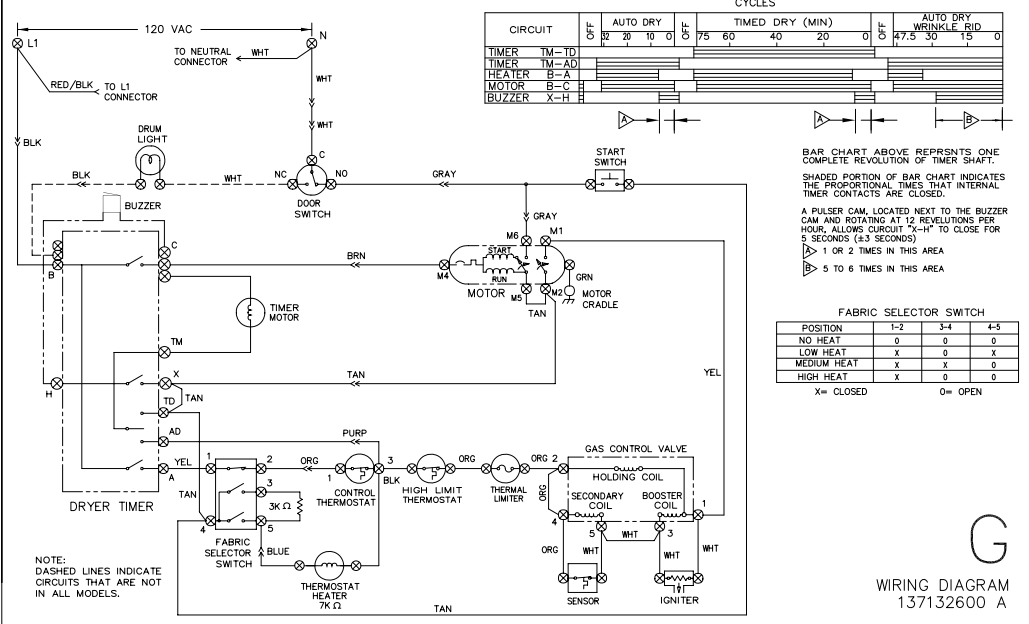 CYCLES
CIRCUIT OFF AUTO DRY OFF TIMED DRY (MIN) OFF AUTO DRY WRINKLE RID
32 20 10 0 75 60 40 20 0 47.5 30 15 0
TIMER TM-TD
TIMER TM-AD
HEATER B-A
MOTOR B-C
BUZZER X-H
A A B
BAR CHART ABOVE REPRSNTS ONE
COMPLETE REVOLUTION OF TIMER SHAFT.
SHADED PORTION OF BAR CHART INDICATES
THE PROPORTIONAL TIMES THAT INTERNAL
TIMER CONTACTS ARE CLOSED.
A PULSER CAM, LOCATED NEXT TO THE BUZZER
CAM AND ROTATING AT 12 REVELUTIONS PER
HOUR, ALLOWS CURCUIT "X-H" TO CLOSE FOR
5 SECONDS (±3 SECONDS)
A 1 OR 2 TIMES IN THIS AREA
B 5 TO 6 TIMES IN THIS AREA
FABRIC SELECTOR SWITCH
POSITION 1-2 3-4 4-5
NO HEAT 0 0 0
LOW HEAT X 0 X
MEDIUM HEAT X X 0
HIGH HEAT X 0 0
X= CLOSED 0= OPEN
120 VAC
L1
N
TO NEUTRAL
CONNECTOR
WHT
RED/BLK
TO L1
CONNECTOR
WHT
WHT
BLK
DRUM
LIGHT
BLK
WHT
NC
C
NO
DOOR
SWITCH
GRAY
START
SWITCH
BUZZER
GRAY
C
B
BRN
M6
M1
START
RUN
M4
MOTOR
M5
M2
GRN
MOTOR
CRADLE
TAN
TIMER
MOTOR
TM
H
X
TAN
TAN
TD
YEL
AD
PURP
YEL
A
DRYER TIMER
TAN
1
2
3
4
5
3K Ω
FABRIC
SELECTOR
SWITCH
ORG
1
CONTROL
THERMOSTAT
3
BLK
HIGH LIMIT
THERMOSTAT
ORG
THERMAL
LIMITER
ORG
2
GAS CONTROL VALVE
HOLDING COIL
SECONDARY
COIL
BOOSTER
COIL
1
ORG
4
5
WHT
3
ORG
WHT
WHT
WHT
SENSOR
IGNITER
BLUE
THERMOSTAT
HEATER
7K Ω
TAN
NOTE:
DASHED LINES INDICATE
CIRCUITS THAT ARE NOT
IN ALL MODELS.
G
WIRING DIAGRAM
137132600 A